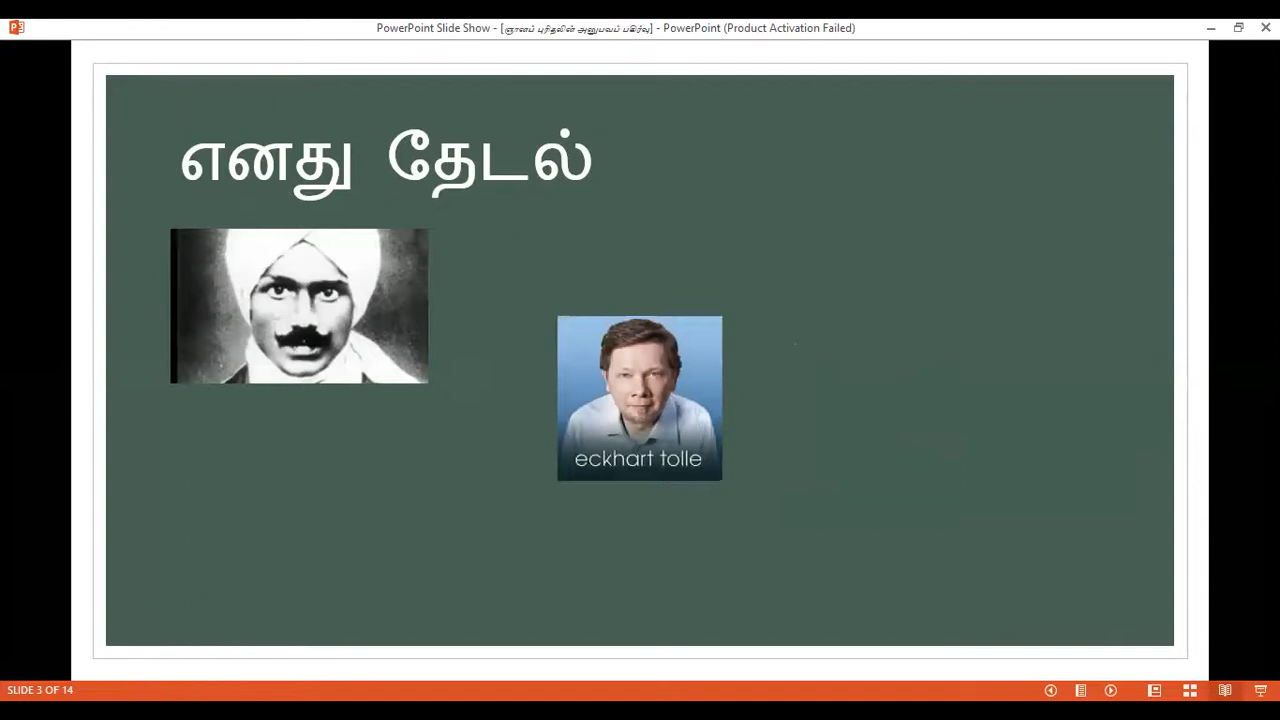 PowerPoint Slide Show - [ஞானப் புரிதலின் அனுபவப் பகிர்வு] - PowerPoint (Product Activation Failed)
எனது தேடல்
eckhart tolle
SLIDE 3 OF 14